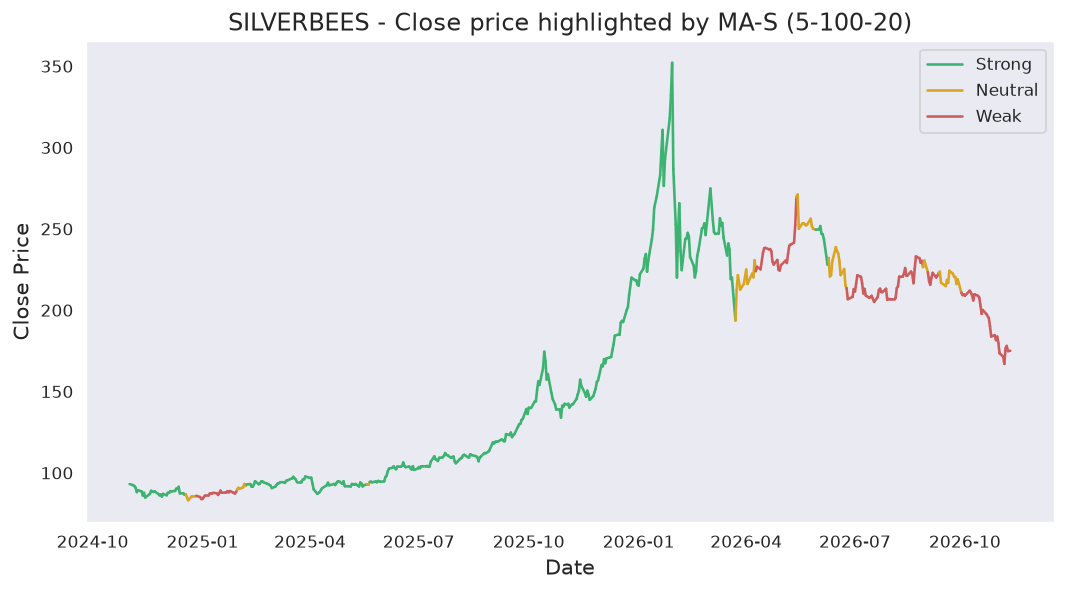 SILVERBEES - Close price highlighted by MA-S (5-100-20)
Strong
Neutral
Weak
350
300
250
200
150
100
Close Price
2024-10 2025-01 2025-04 2025-07 2025-10 2026-01 2026-04 2026-07 2026-10
Date